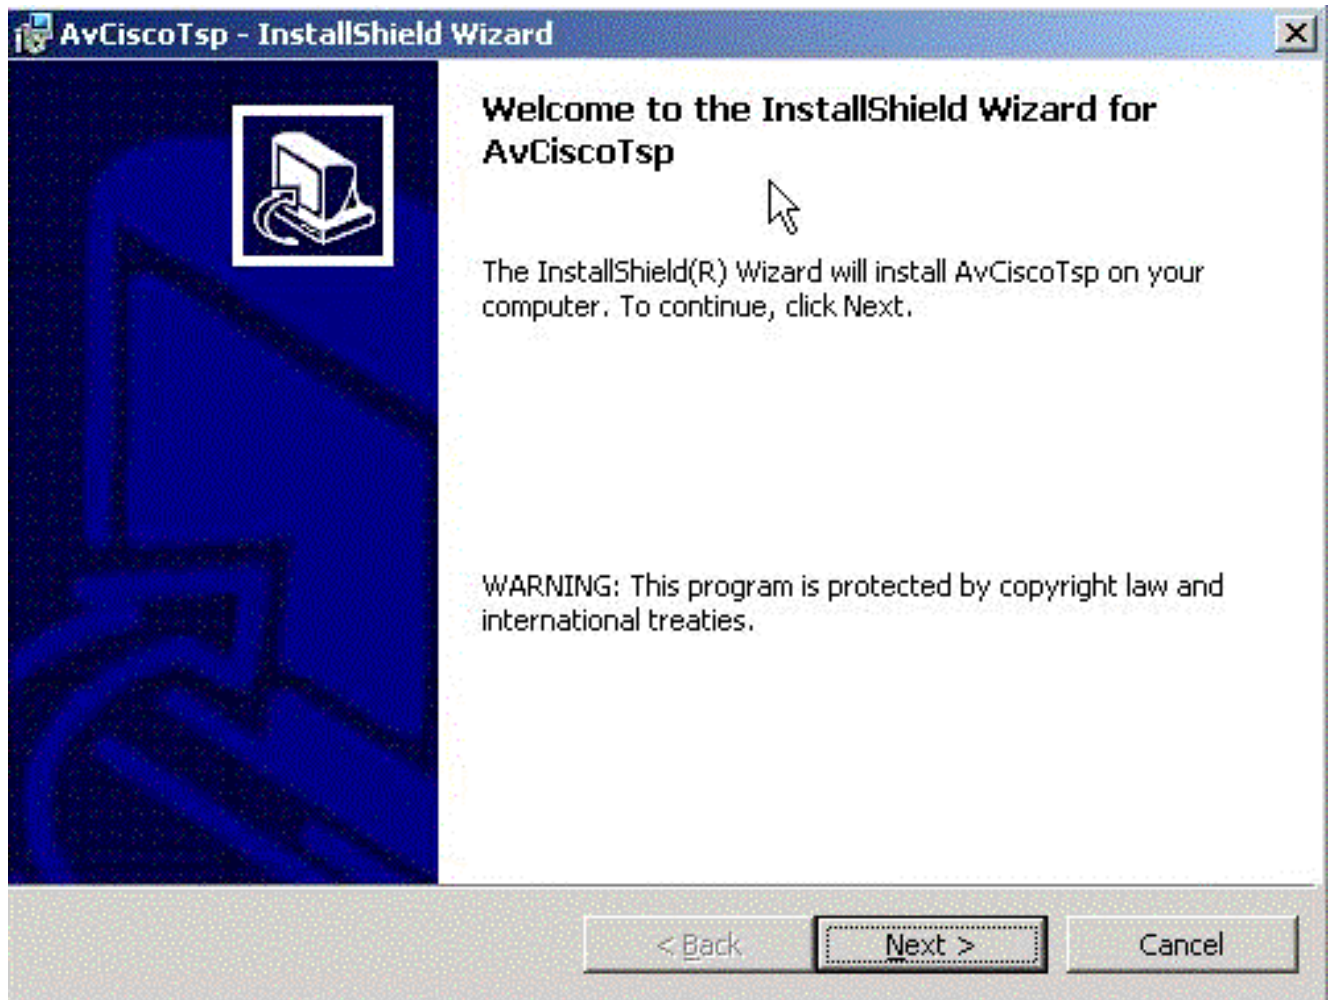 AvCiscoTsp - InstallShield Wizard
Welcome to the InstallShield Wizard for
AvCiscoTsp
The InstallShield(R) Wizard will install AvCiscoTsp on your
computer. To continue, click Next.
WARNING: This program is protected by copyright law and
international treaties.
< Back
Next >
Cancel